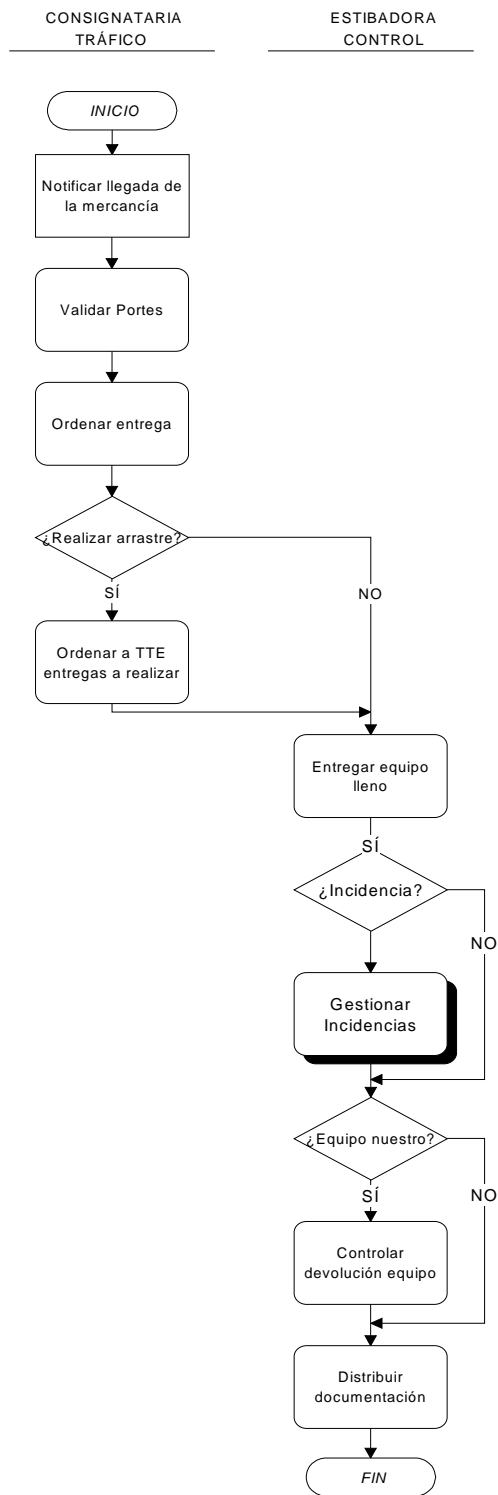 CONSIGNATARIA
TRÁFICO
ESTIBADORA
CONTROL
INICIO
Notificar llegada de
la mercancía
Validar Portes
Ordenar entrega
¿Realizar arrastre?
SÍ
NO
Ordenar a TTE
entregas a realizar
Entregar equipo
lleno
SÍ
¿Incidencia?
NO
Gestionar
Incidencias
¿Equipo nuestro?
SÍ
NO
Controlar
devolución equipo
Distribuir
documentación
FIN